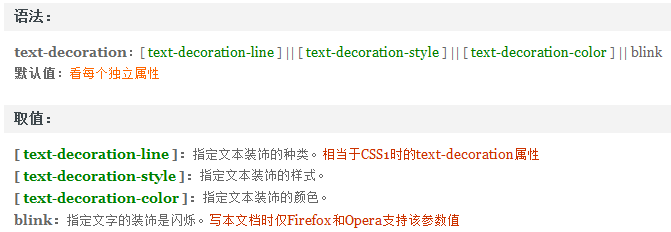 语法：
text-decoration：[ text-decoration-line ] || [ text-decoration-style ] || [ text-decoration-color ] || blink
默认值：看每个独立属性
取值：
[ text-decoration-line ]：指定文本装饰的种类。相当于CSS1时的text-decoration属性
[ text-decoration-style ]：指定文本装饰的样式。
[ text-decoration-color ]：指定文本装饰的颜色。
blink：指定文字的装饰是闪烁。写本文档时仅Firefox和Opera支持该参数值